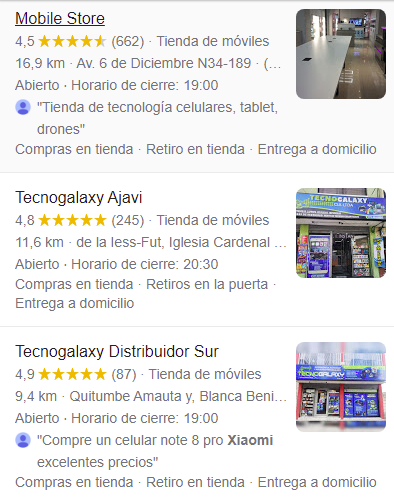 Mobile Store
4,5 ★★★★★ (662) · Tienda de móviles
16,9 km · Av. 6 de Diciembre N34-189 · (…
Abierto · Horario de cierre: 19:00
"Tienda de tecnología celulares, tablet,
drones"
Compras en tienda · Retiro en tienda · Entrega a domicilio
Tecnogalaxy Ajavi
4,8 ★★★★★ (245) · Tienda de móviles
11,6 km · de la Iess-Fut, Iglesia Cardenal …
Abierto · Horario de cierre: 20:30
Compras en tienda · Retiros en la puerta ·
Entrega a domicilio
TECNOGALAXY
Tecnogalaxy Distribuidor Sur
4,9 ★★★★★ (87) · Tienda de móviles
9,4 km · Quitumbe Amauta y, Blanca Beni…
Abierto · Horario de cierre: 19:00
"Compre un celular note 8 pro Xiaomi
excelentes precios"
Compras en tienda · Retiro en tienda · Entrega a domicilio
TECNOGALAXY